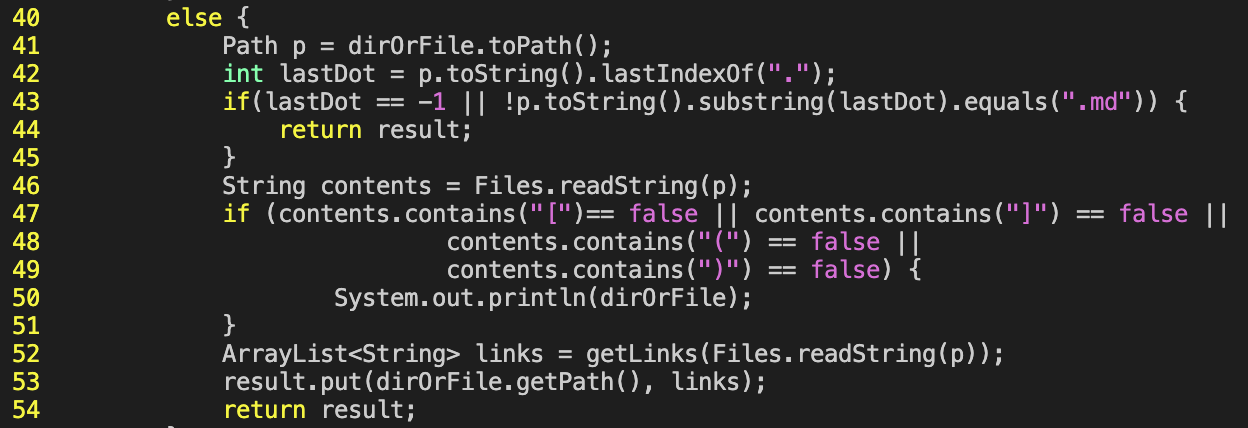 40         else {
41             Path p = dirOrFile.toPath();
42             int lastDot = p.toString().lastIndexOf(".");
43             if(lastDot == -1 || !p.toString().substring(lastDot).equals(".md")) {
44                 return result;
45             }
46             String contents = Files.readString(p);
47             if (contents.contains("[")== false || contents.contains("]") == false ||
48                             contents.contains("(") == false ||
49                             contents.contains(")") == false) {
50                     System.out.println(dirOrFile);
51             }
52             ArrayList<String> links = getLinks(Files.readString(p));
53             result.put(dirOrFile.getPath(), links);
54             return result;